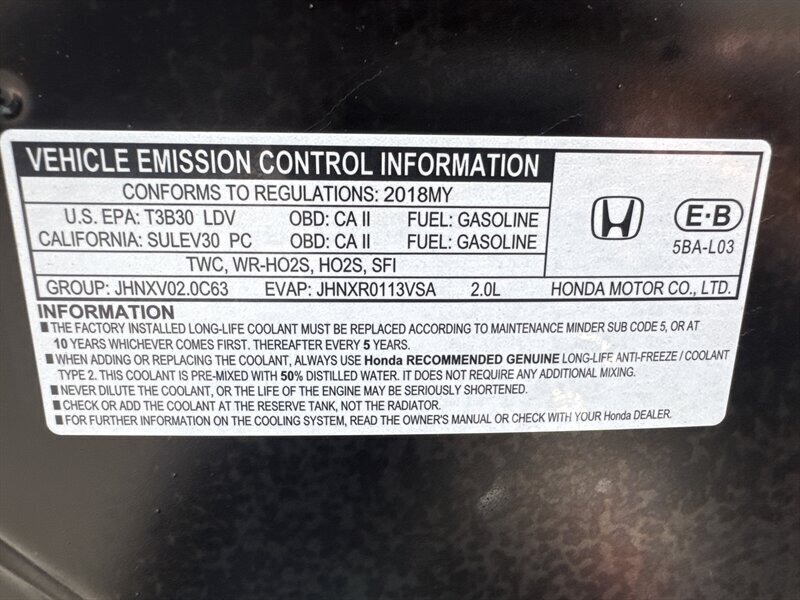 VEHICLE EMISSION CONTROL INFORMATION
CONFORMS TO REGULATIONS: 2018MY
U.S. EPA: T3B30 LDV OBD: CA II FUEL: GASOLINE
CALIFORNIA: SULEV30 PC OBD: CA II FUEL: GASOLINE
TWC, WR-HO2S, HO2S, SFI
E·B
5BA-L03
GROUP: JHNXV02.0C63 EVAP: JHNXR0113VSA 2.0L HONDA MOTOR CO., LTD.
INFORMATION
■THE FACTORY INSTALLED LONG-LIFE COOLANT MUST BE REPLACED ACCORDING TO MAINTENANCE MINDER SUB CODE 5, OR AT
10 YEARS WHICHEVER COMES FIRST. THEREAFTER EVERY 5 YEARS.
■WHEN ADDING OR REPLACING THE COOLANT, ALWAYS USE Honda RECOMMENDED GENUINE LONG-LIFE ANTI-FREEZE / COOLANT
TYPE 2. THIS COOLANT IS PRE-MIXED WITH 50% DISTILLED WATER. IT DOES NOT REQUIRE ANY ADDITIONAL MIXING.
■NEVER DILUTE THE COOLANT, OR THE LIFE OF THE ENGINE MAY BE SERIOUSLY SHORTENED.
■CHECK OR ADD THE COOLANT AT THE RESERVE TANK, NOT THE RADIATOR.
■FOR FURTHER INFORMATION ON THE COOLING SYSTEM, READ THE OWNER'S MANUAL OR CHECK WITH YOUR Honda DEALER.